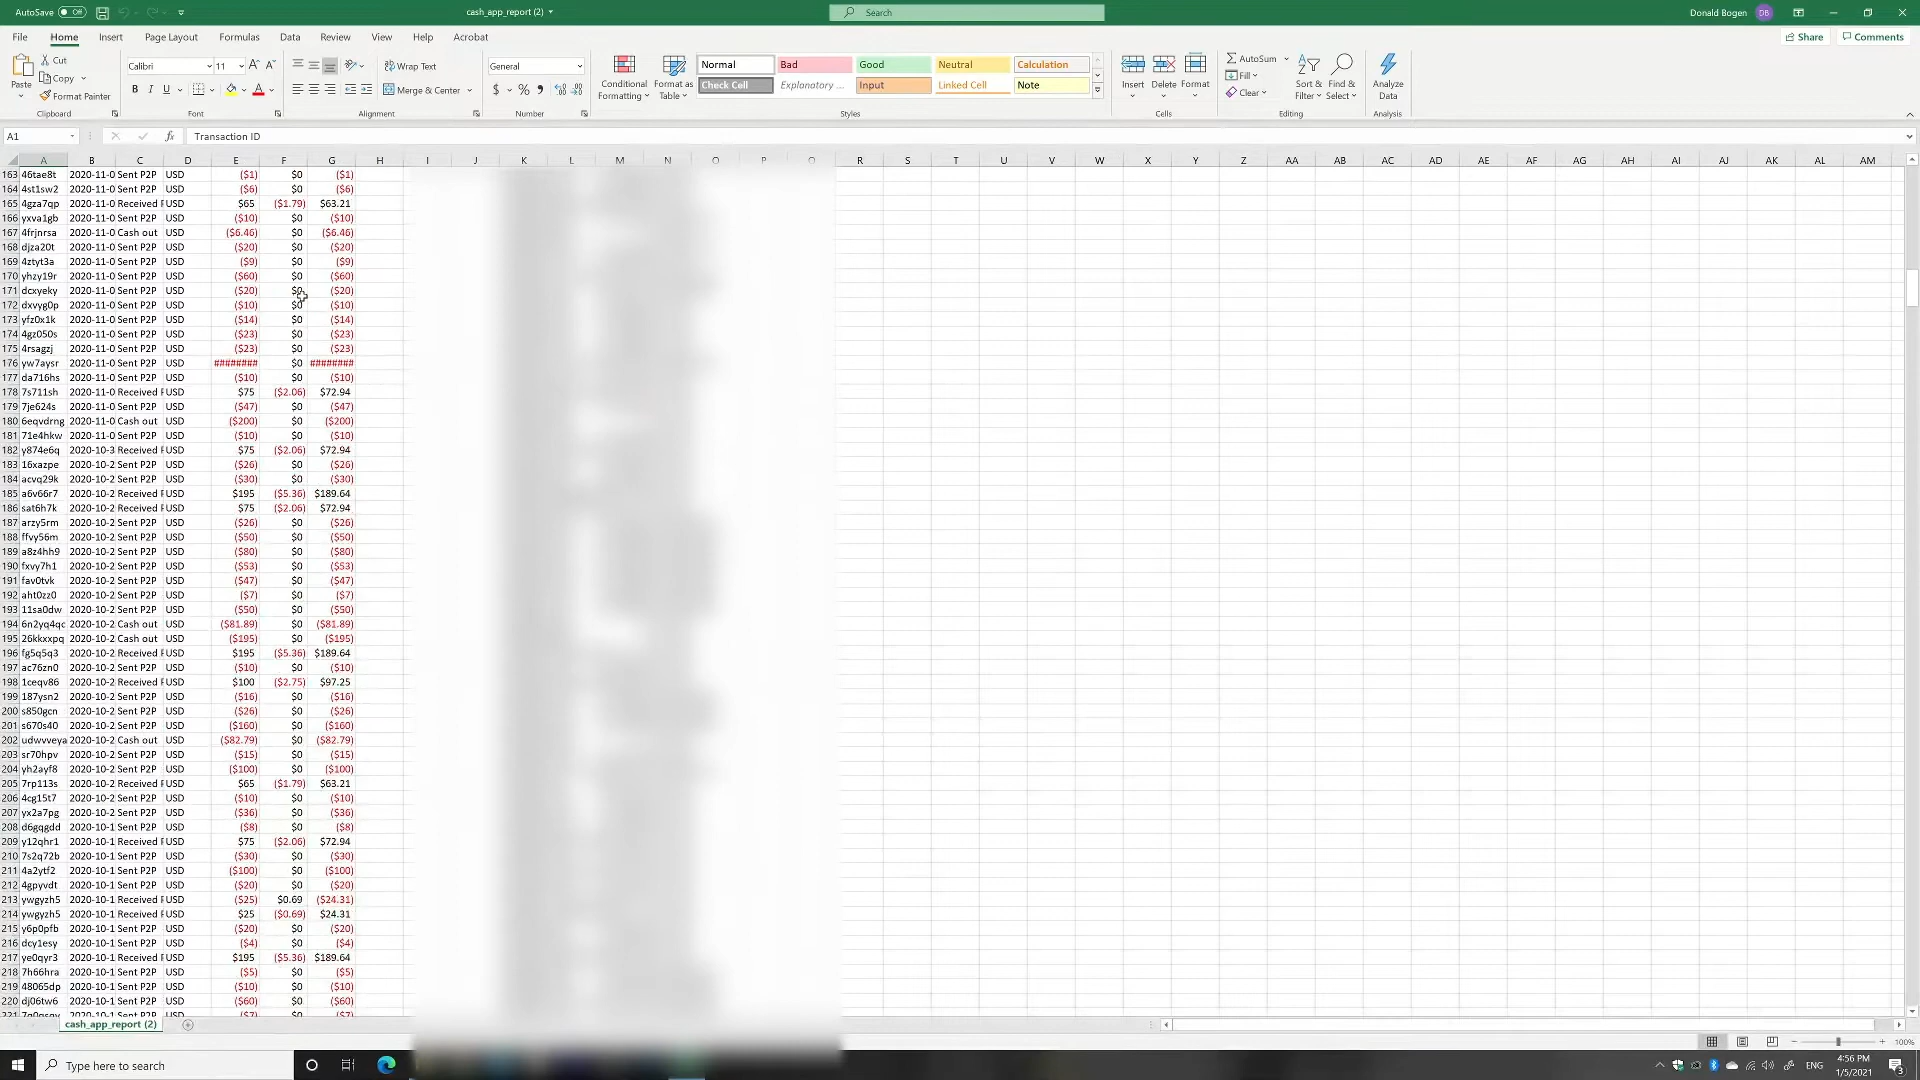 AutoSave Off cash_app_report (2) Search Donald Bogen DB
File Home Insert Page Layout Formulas Data Review View Help Acrobat Share Comments
Paste Cut Copy Format Painter Clipboard
Calibri 11 Font
Wrap Text Merge & Center Alignment
General Number
Conditional Formatting Format as Table
Normal Bad Good Neutral Calculation
Check Cell Explanatory ... Input Linked Cell Note
Styles
Insert Delete Format Cells
AutoSum Fill Clear Sort & Filter Find & Select Editing
Analyze Data Analysis
A1 fx Transaction ID
A B C D E F G H I J K L M N O P Q R S T U V W X Y Z AA AB AC AD AE AF AG AH AI AJ AK AL AM
163 46tae8t 2020-11-0 Sent P2P USD ($1) $0 ($1)
164 4st1sw2 2020-11-0 Sent P2P USD ($6) $0 ($6)
165 4gza7qp 2020-11-0 Received P USD $65 ($1.79) $63.21
166 yxva1gb 2020-11-0 Sent P2P USD ($10) $0 ($10)
167 4frjnrsa 2020-11-0 Cash out USD ($6.46) $0 ($6.46)
168 djza20t 2020-11-0 Sent P2P USD ($20) $0 ($20)
169 4ztyt3a 2020-11-0 Sent P2P USD ($9) $0 ($9)
170 yhzy19r 2020-11-0 Sent P2P USD ($60) $0 ($60)
171 dcxyeky 2020-11-0 Sent P2P USD ($20) $0 ($20)
172 dxvyg0p 2020-11-0 Sent P2P USD ($10) $0 ($10)
173 yfz0x1k 2020-11-0 Sent P2P USD ($14) $0 ($14)
174 4gz050s 2020-11-0 Sent P2P USD ($23) $0 ($23)
175 4rsagzj 2020-11-0 Sent P2P USD ($23) $0 ($23)
176 yw7aysr 2020-11-0 Sent P2P USD ######## $0 ########
177 da716hs 2020-11-0 Sent P2P USD ($10) $0 ($10)
178 7s711sh 2020-11-0 Received P USD $75 ($2.06) $72.94
179 7je624s 2020-11-0 Sent P2P USD ($47) $0 ($47)
180 6eqvdrng 2020-11-0 Cash out USD ($200) $0 ($200)
181 71e4hkw 2020-11-0 Sent P2P USD ($10) $0 ($10)
182 y874e6q 2020-10-3 Received P USD $75 ($2.06) $72.94
183 16xazpe 2020-10-2 Sent P2P USD ($26) $0 ($26)
184 acvq29k 2020-10-2 Sent P2P USD ($30) $0 ($30)
185 a6v66r7 2020-10-2 Received P USD $195 ($5.36) $189.64
186 sat6h7k 2020-10-2 Received P USD $75 ($2.06) $72.94
187 arzy5rm 2020-10-2 Sent P2P USD ($26) $0 ($26)
188 ffvy56m 2020-10-2 Sent P2P USD ($50) $0 ($50)
189 a8z4hh9 2020-10-2 Sent P2P USD ($80) $0 ($80)
190 fxvy7h1 2020-10-2 Sent P2P USD ($53) $0 ($53)
191 fav0tvk 2020-10-2 Sent P2P USD ($47) $0 ($47)
192 aht0zz0 2020-10-2 Sent P2P USD ($7) $0 ($7)
193 11sa0dw 2020-10-2 Sent P2P USD ($50) $0 ($50)
194 6n2yq4qc 2020-10-2 Cash out USD ($81.89) $0 ($81.89)
195 26kkxxpq 2020-10-2 Cash out USD ($195) $0 ($195)
196 fg5q5q3 2020-10-2 Received P USD $195 ($5.36) $189.64
197 ac76zn0 2020-10-2 Sent P2P USD ($10) $0 ($10)
198 1ceqv86 2020-10-2 Received P USD $100 ($2.75) $97.25
199 187ysn2 2020-10-2 Sent P2P USD ($16) $0 ($16)
200 s850gcn 2020-10-2 Sent P2P USD ($26) $0 ($26)
201 s670s40 2020-10-2 Sent P2P USD ($160) $0 ($160)
202 udwvveya 2020-10-2 Cash out USD ($82.79) $0 ($82.79)
203 sr70hpv 2020-10-2 Sent P2P USD ($15) $0 ($15)
204 yh2ayf8 2020-10-2 Sent P2P USD ($100) $0 ($100)
205 7rp113s 2020-10-2 Received P USD $65 ($1.79) $63.21
206 4cg15t7 2020-10-2 Sent P2P USD ($10) $0 ($10)
207 yx2a7pg 2020-10-2 Sent P2P USD ($36) $0 ($36)
208 d6gqgdd 2020-10-1 Sent P2P USD ($8) $0 ($8)
209 y12qhr1 2020-10-1 Received P USD $75 ($2.06) $72.94
210 7s2q72b 2020-10-1 Sent P2P USD ($30) $0 ($30)
211 4a2ytf2 2020-10-1 Sent P2P USD ($100) $0 ($100)
212 4gpyvdt 2020-10-1 Sent P2P USD ($20) $0 ($20)
213 ywgyzh5 2020-10-1 Received P USD ($25) $0.69 ($24.31)
214 ywgyzh5 2020-10-1 Received P USD $25 ($0.69) $24.31
215 y6p0pfb 2020-10-1 Sent P2P USD ($20) $0 ($20)
216 dcy1esy 2020-10-1 Sent P2P USD ($4) $0 ($4)
217 ye0qyr3 2020-10-1 Received P USD $195 ($5.36) $189.64
218 7h66hra 2020-10-1 Sent P2P USD ($5) $0 ($5)
219 48065dp 2020-10-1 Sent P2P USD ($10) $0 ($10)
220 dj06tw6 2020-10-1 Sent P2P USD ($60) $0 ($60)
cash_app_report (2)
100%
Type here to search
ENG 4:56 PM 1/5/2021 3